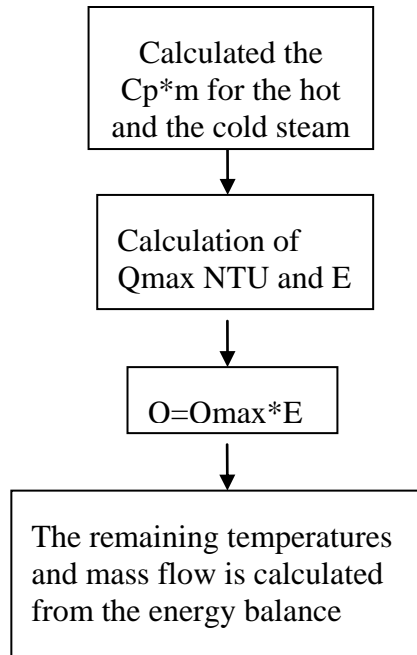 Calculated the
Cp*m for the hot
and the cold steam
Calculation of
Qmax NTU and E
O=Omax*E
The remaining temperatures
and mass flow is calculated
from the energy balance